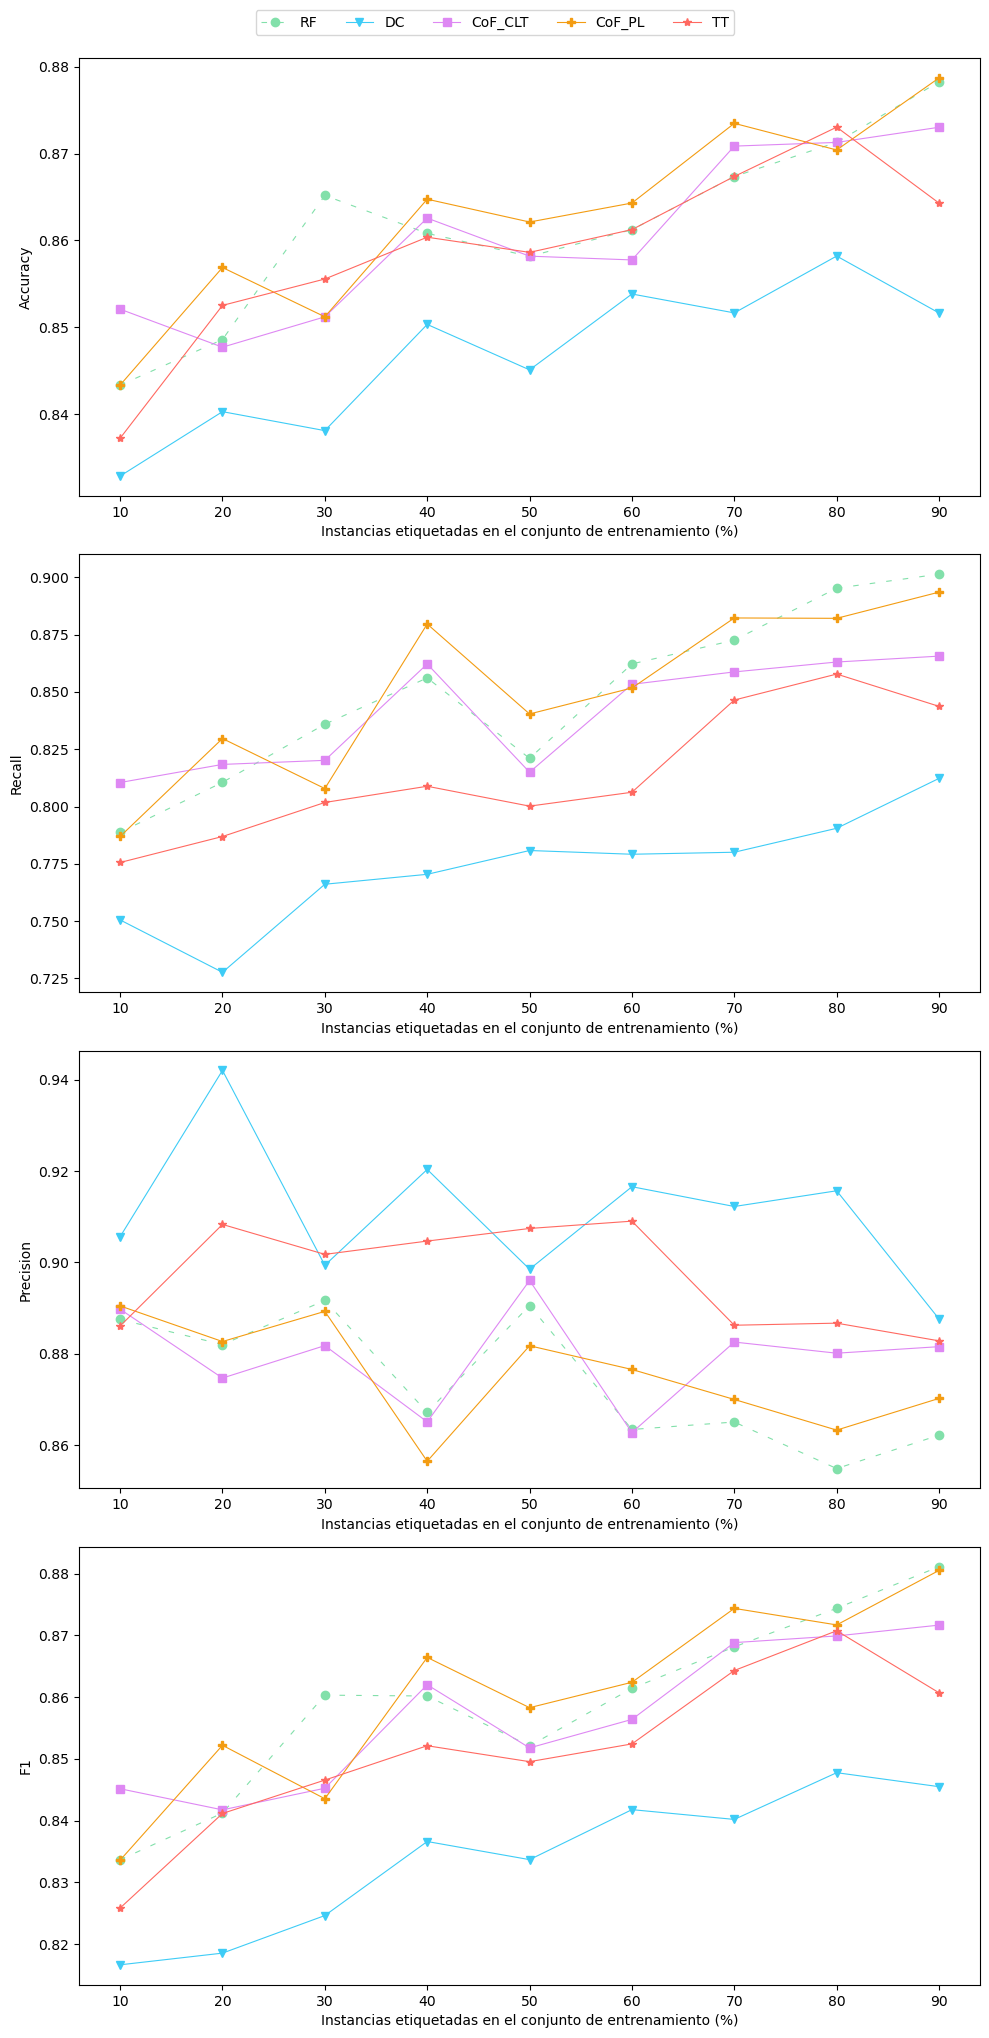 RF DC CoF_CLT CoF_PL TT
0.88
0.87
0.86
0.85
0.84
Accuracy
10 20 30 40 50 60 70 80 90
Instancias etiquetadas en el conjunto de entrenamiento (%)
0.900
0.875
0.850
0.825
0.800
0.775
0.750
0.725
Recall
10 20 30 40 50 60 70 80 90
Instancias etiquetadas en el conjunto de entrenamiento (%)
0.94
0.92
0.90
0.88
0.86
Precision
10 20 30 40 50 60 70 80 90
Instancias etiquetadas en el conjunto de entrenamiento (%)
0.88
0.87
0.86
0.85
0.84
0.83
0.82
F1
10 20 30 40 50 60 70 80 90
Instancias etiquetadas en el conjunto de entrenamiento (%)